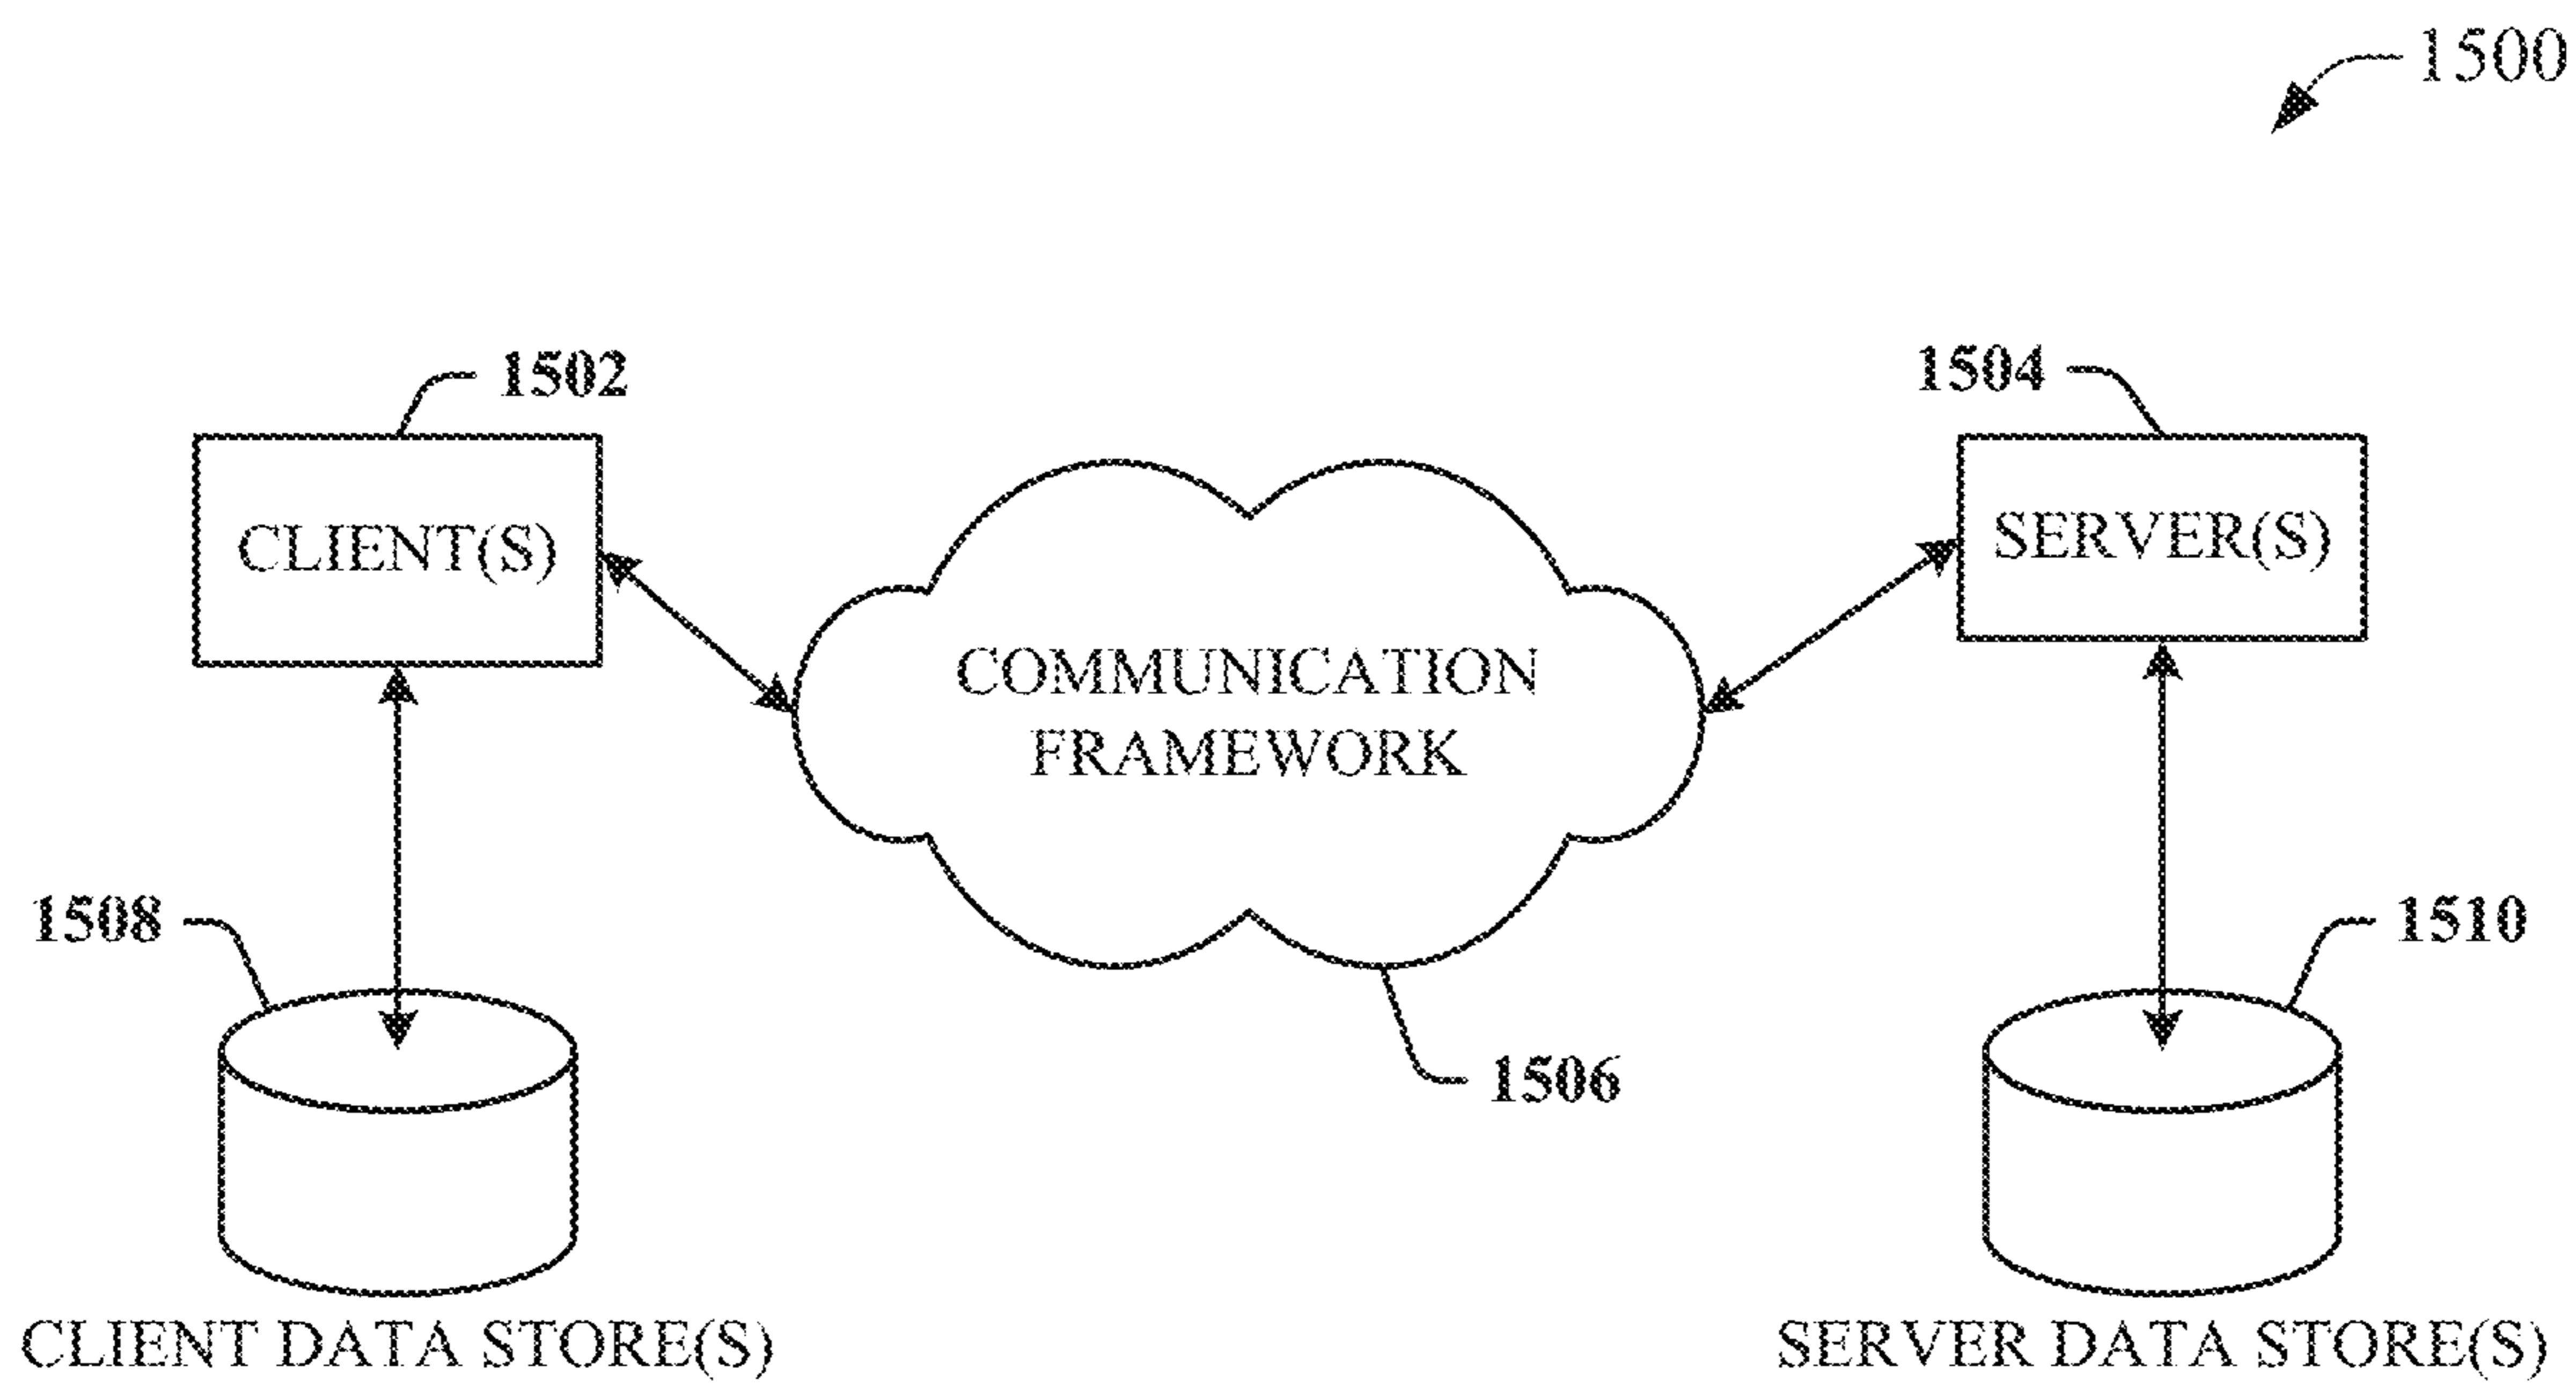 1500
1502
1504
CLIENT(S)
SERVER(S)
COMMUNICATION
FRAMEWORK
1508
1510
1506
CLIENT DATA STORE(S)
SERVER DATA STORE(S)